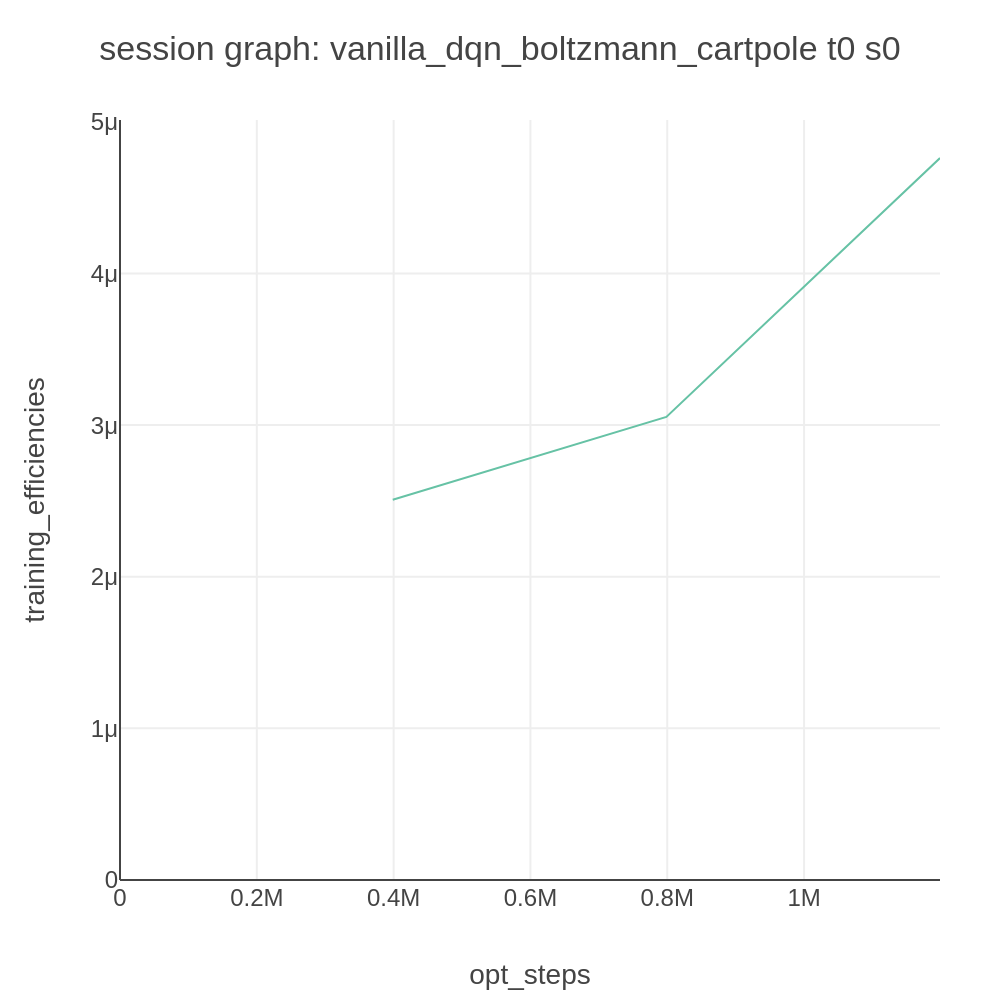 session graph: vanilla_dqn_boltzmann_cartpole t0 s0
5μ
4μ
3μ
2μ
1μ
0
training_efficiencies
0
0.2M
0.4M
0.6M
0.8M
1M
opt_steps